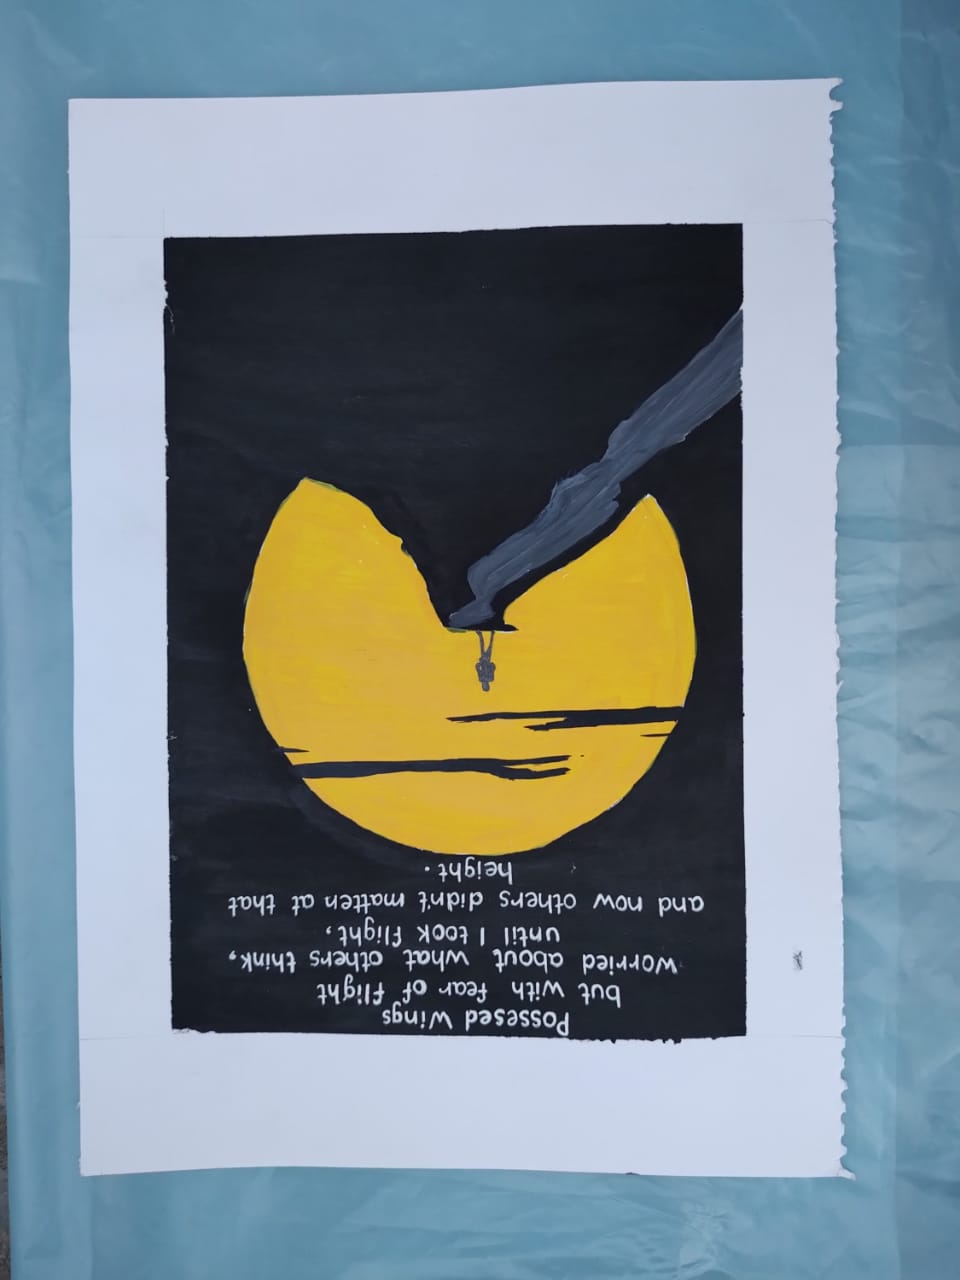 Possesed Wings
but with fear of flight
worried about what others think,
until I took flight,
and now others didn't matter at that
height.